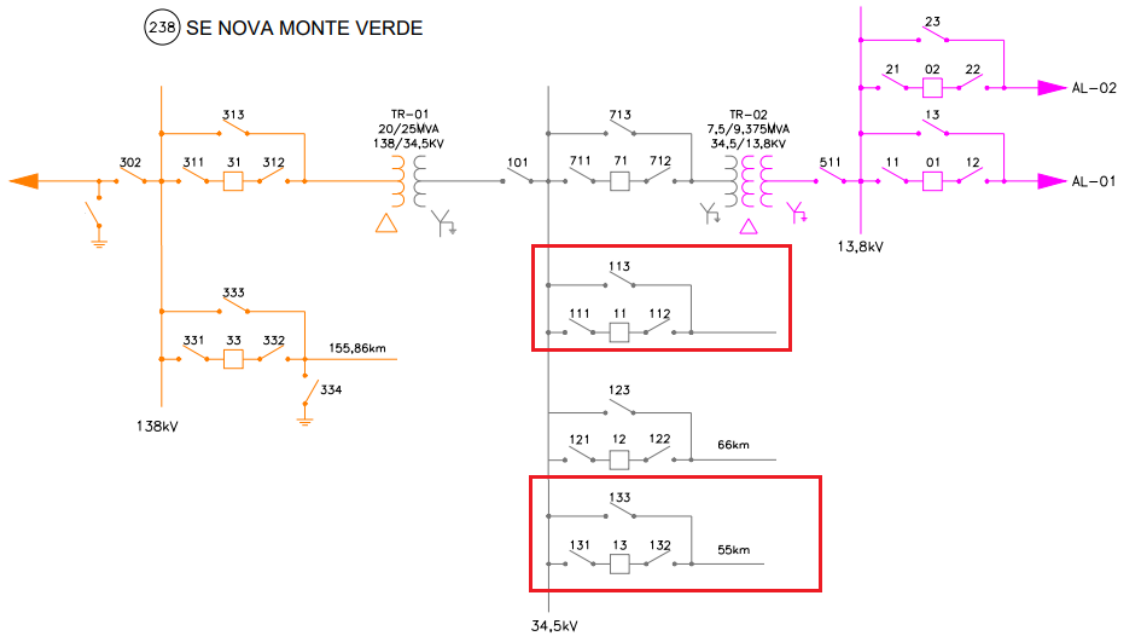 238 SE NOVA MONTE VERDE
23
21 02 22
AL-02
13
11 01 12
AL-01
511
13,8kV
313
302
311 31 312
TR-01
20/25MVA
138/34,5KV
101
713
711 71 712
TR-02
7,5/9,375MVA
34,5/13,8KV
113
111 11 112
333
331 33 332
155,86km
334
138kV
123
121 12 122
66km
133
131 13 132
55km
34,5kV